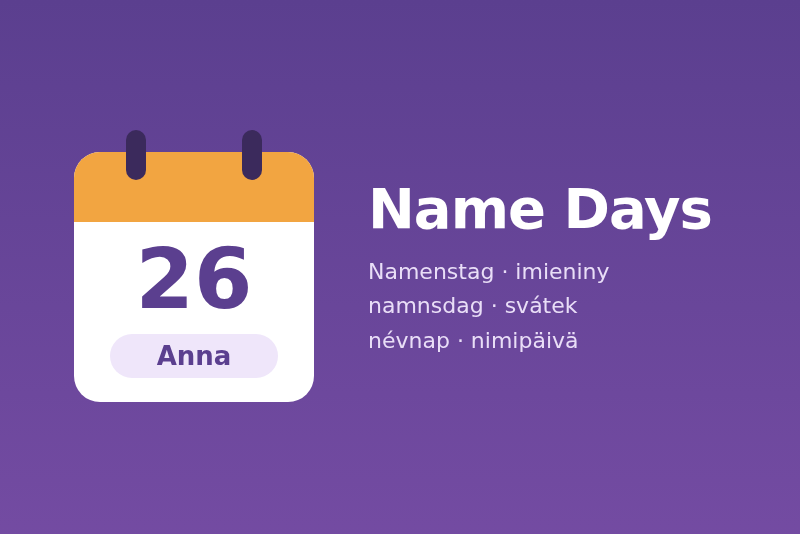 26
Anna
Name Days
Namenstag · imieniny
namnsdag · svátek
névnap · nimipäivä